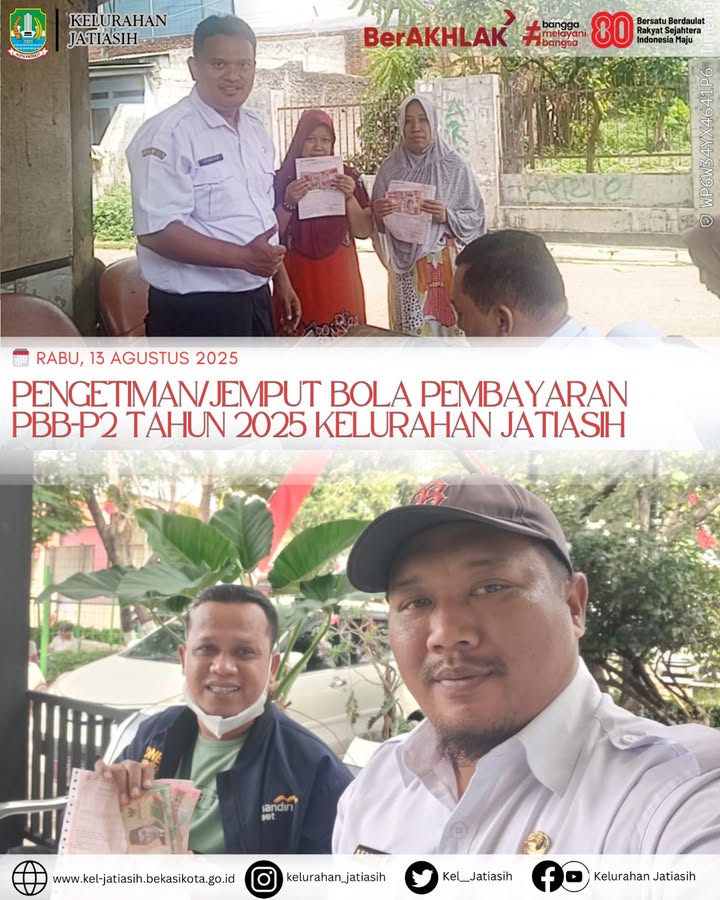 KELURAHAN
JATIASIH
BerAKHLAK
#bangga
melayani
bangsa
80
Bersatu Berdaulat
Rakyat Sejahtera
Indonesia Maju
WP6W34YX4641P6
RABU, 13 AGUSTUS 2025
PENGETIMAN/JEMPUT BOLA PEMBAYARAN
PBB-P2 TAHUN 2025 KELURAHAN JATIASIH
www.kel-jatiasih.bekasikota.go.id
kelurahan_jatiasih
Kel__Jatiasih
Kelurahan Jatiasih